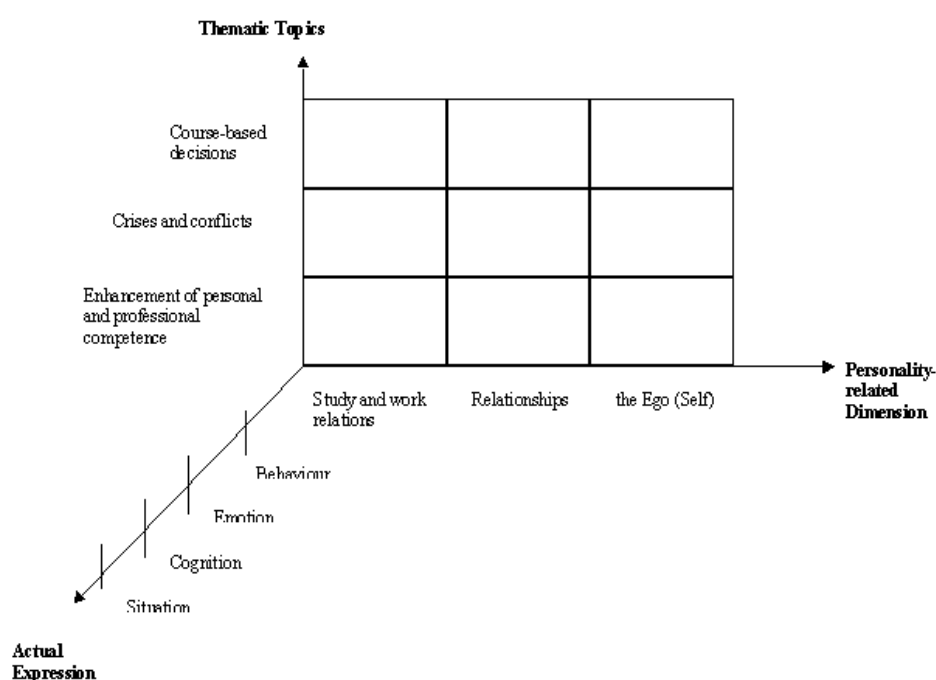 Thematic Topics
Course-based
decisions
Crises and conflicts
Enhancement of personal
and professional
competence
Personality-
related
Dimension
Study and work
relations
Relationships
the Ego (Self)
Behaviour
Emotion
Cognition
Situation
Actual
Expression